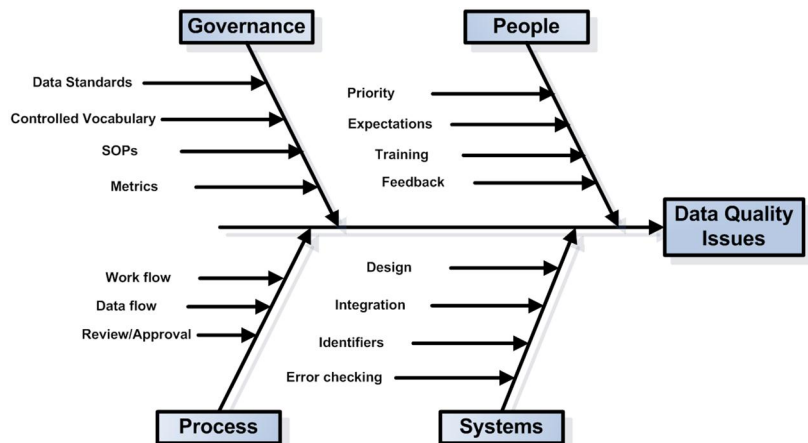 Governance
People
Data Standards
Controlled Vocabulary
SOPs
Metrics
Priority
Expectations
Training
Feedback
Data Quality
Issues
Work flow
Data flow
Review/Approval
Design
Integration
Identifiers
Error checking
Process
Systems